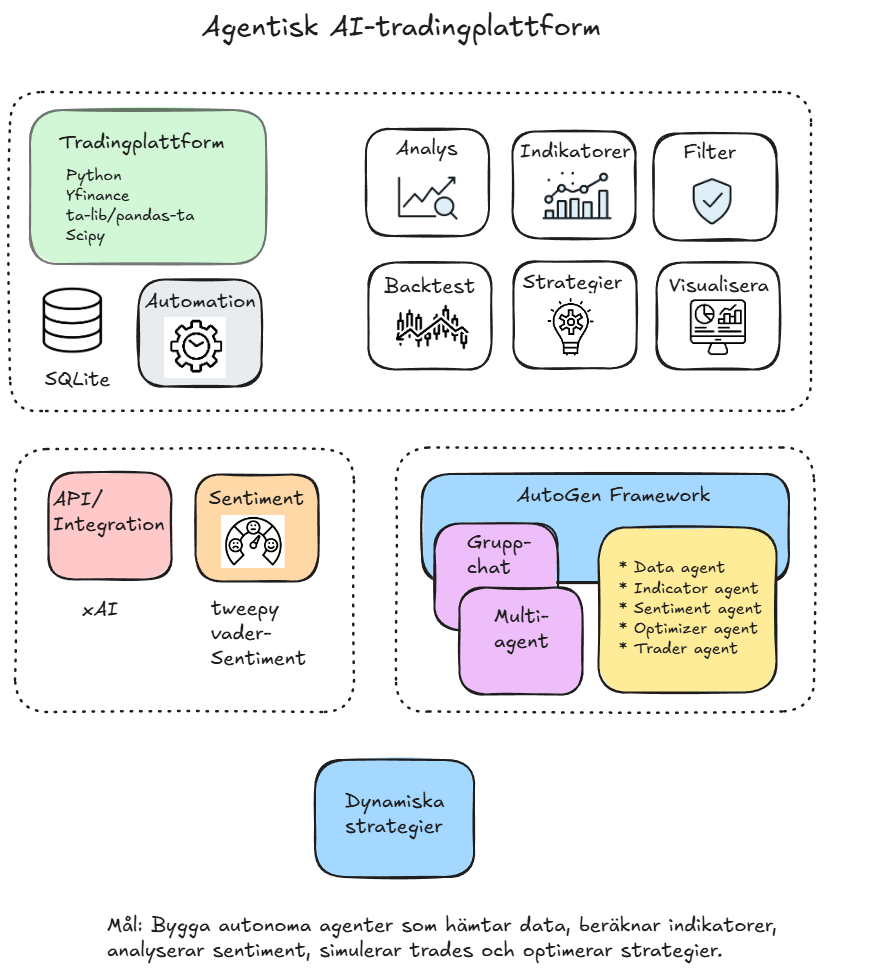 Agentisk AI-tradingplattform
Tradingplattform
Python
Yfinance
ta-lib/pandas-ta
Scipy
SQLite
Automation
Analys
Indikatorer
Filter
Backtest
Strategier
Visualisera
API/
Integration
xAI
Sentiment
tweepy
vader-
Sentiment
AutoGen Framework
Grupp-
chat
Multi-
agent
* Data agent
* Indicator agent
* Sentiment agent
* Optimizer agent
* Trader agent
Dynamiska
strategier
Mål: Bygga autonoma agenter som hämtar data, beräknar indikatorer,
analyserar sentiment, simulerar trades och optimerar strategier.